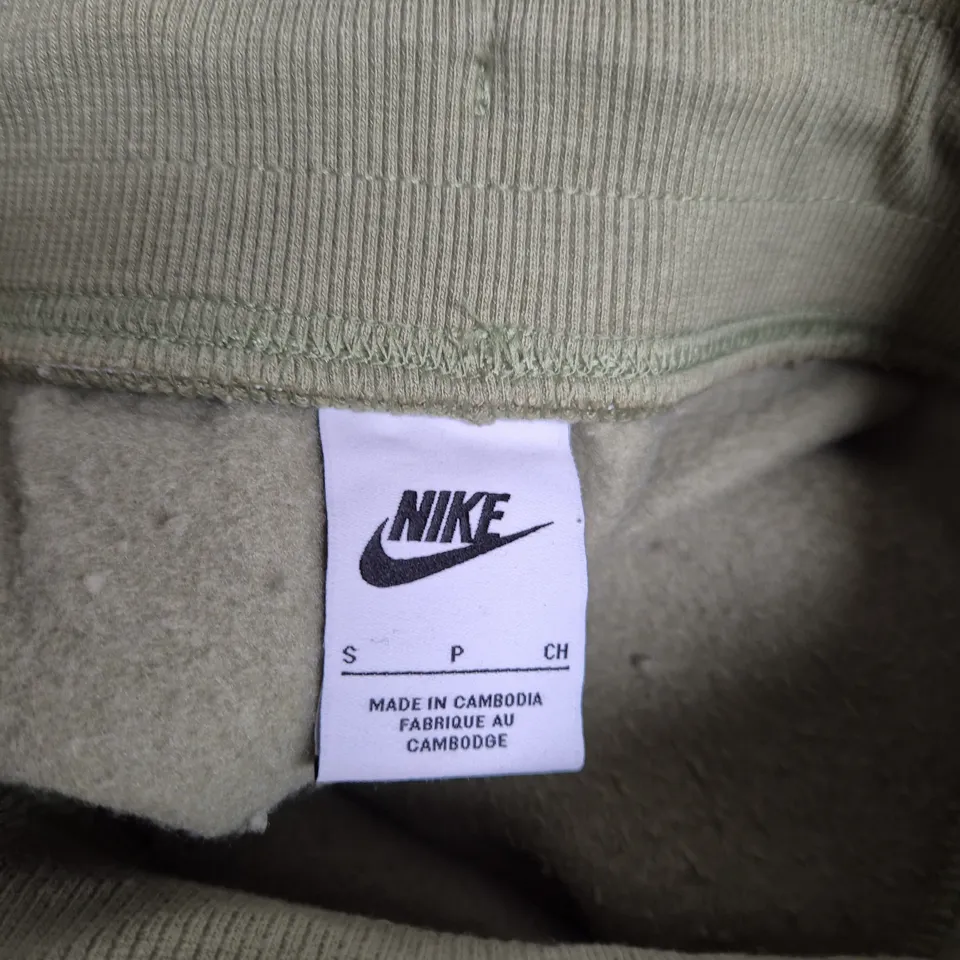 NIKE
S P CH
MADE IN CAMBODIA
FABRIQUE AU
CAMBODGE